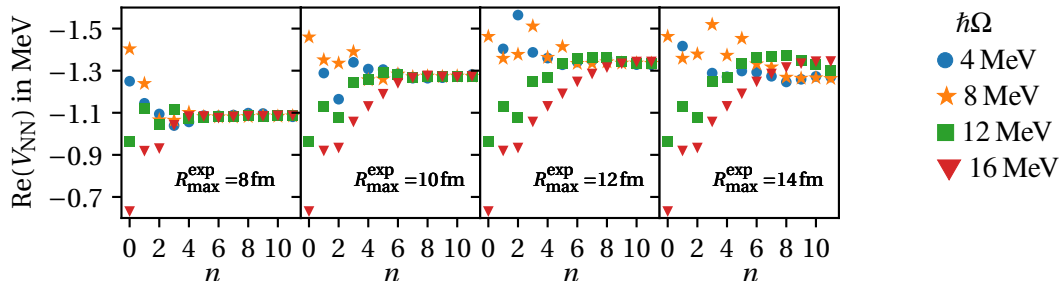 Re(V_NN) in MeV
−1.5
−1.3
−1.1
−0.9
−0.7
R_max^exp =8 fm
R_max^exp =10 fm
R_max^exp =12 fm
R_max^exp =14 fm
0 2 4 6 8 10
0 2 4 6 8 10
0 2 4 6 8 10
0 2 4 6 8 10
n
n
n
n
ℏΩ
4 MeV
8 MeV
12 MeV
16 MeV